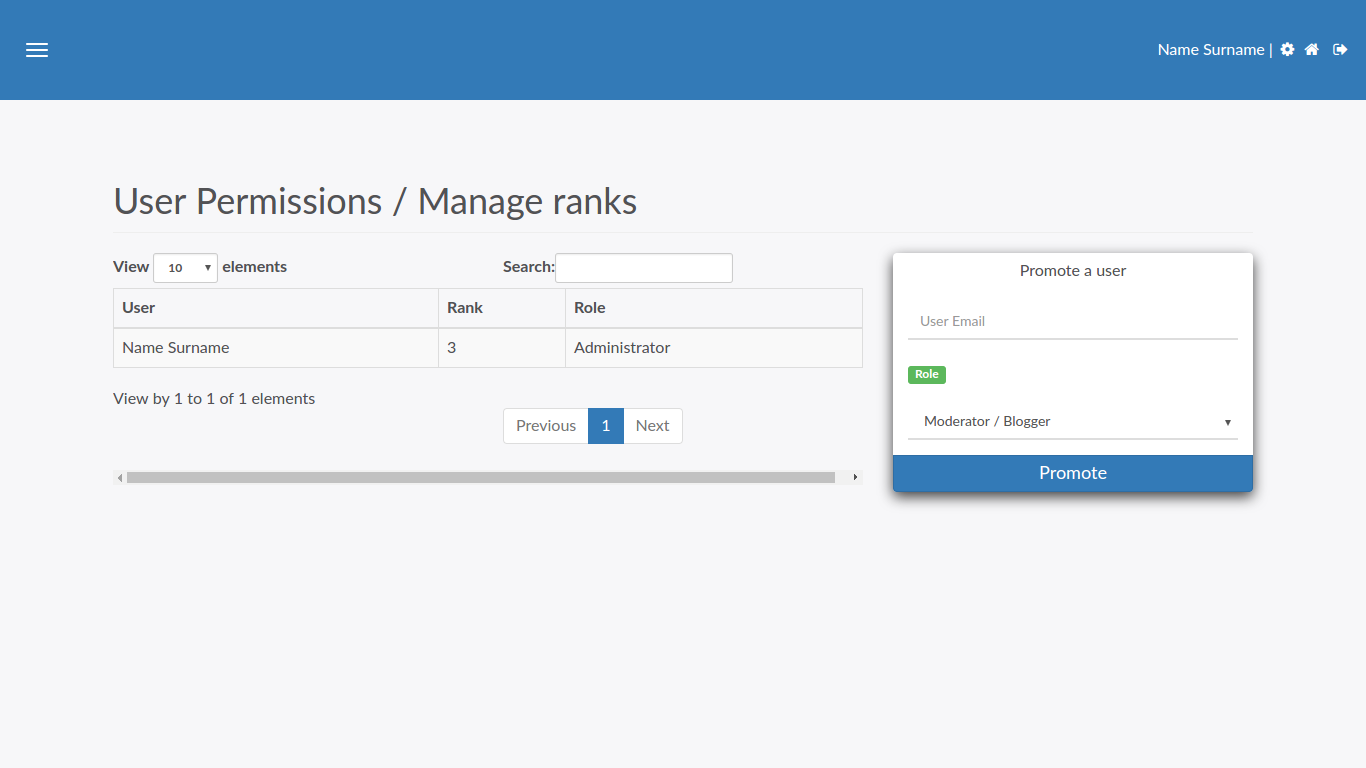 Name Surname |
User Permissions / Manage ranks
View 10 elements
Search:
User Rank Role
Name Surname 3 Administrator
View by 1 to 1 of 1 elements
Previous 1 Next
Promote a user
User Email
Role
Moderator / Blogger
Promote